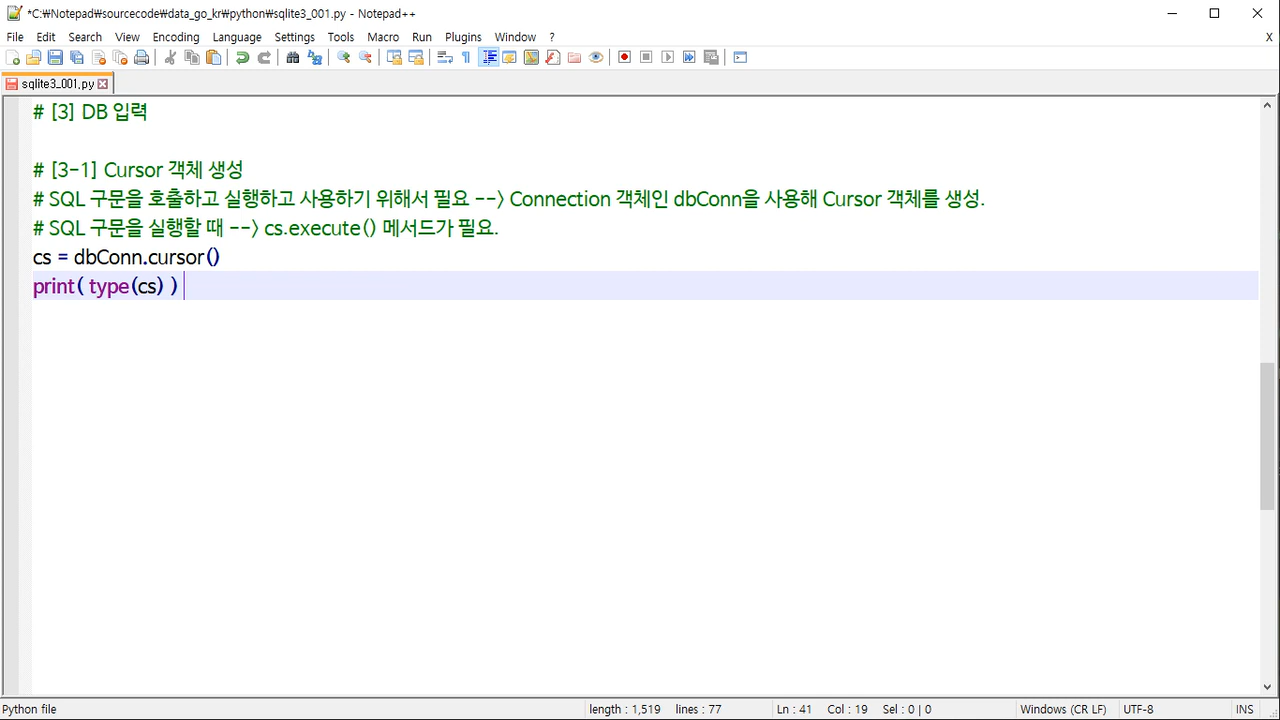 *C:₩Notepad₩sourcecode₩data_go_kr₩python₩sqlite3_001.py - Notepad++
File Edit Search View Encoding Language Settings Tools Macro Run Plugins Window ? X
sqlite3_001.py
# [3] DB 입력
# [3-1] Cursor 객체 생성
# SQL 구문을 호출하고 실행하고 사용하기 위해서 필요 --> Connection 객체인 dbConn을 사용해 Cursor 객체를 생성.
# SQL 구문을 실행할 때 --> cs.execute() 메서드가 필요.
cs = dbConn.cursor()
print( type(cs) )
Python file length : 1,519 lines : 77 Ln : 41 Col : 19 Sel : 0 | 0 Windows (CR LF) UTF-8 INS